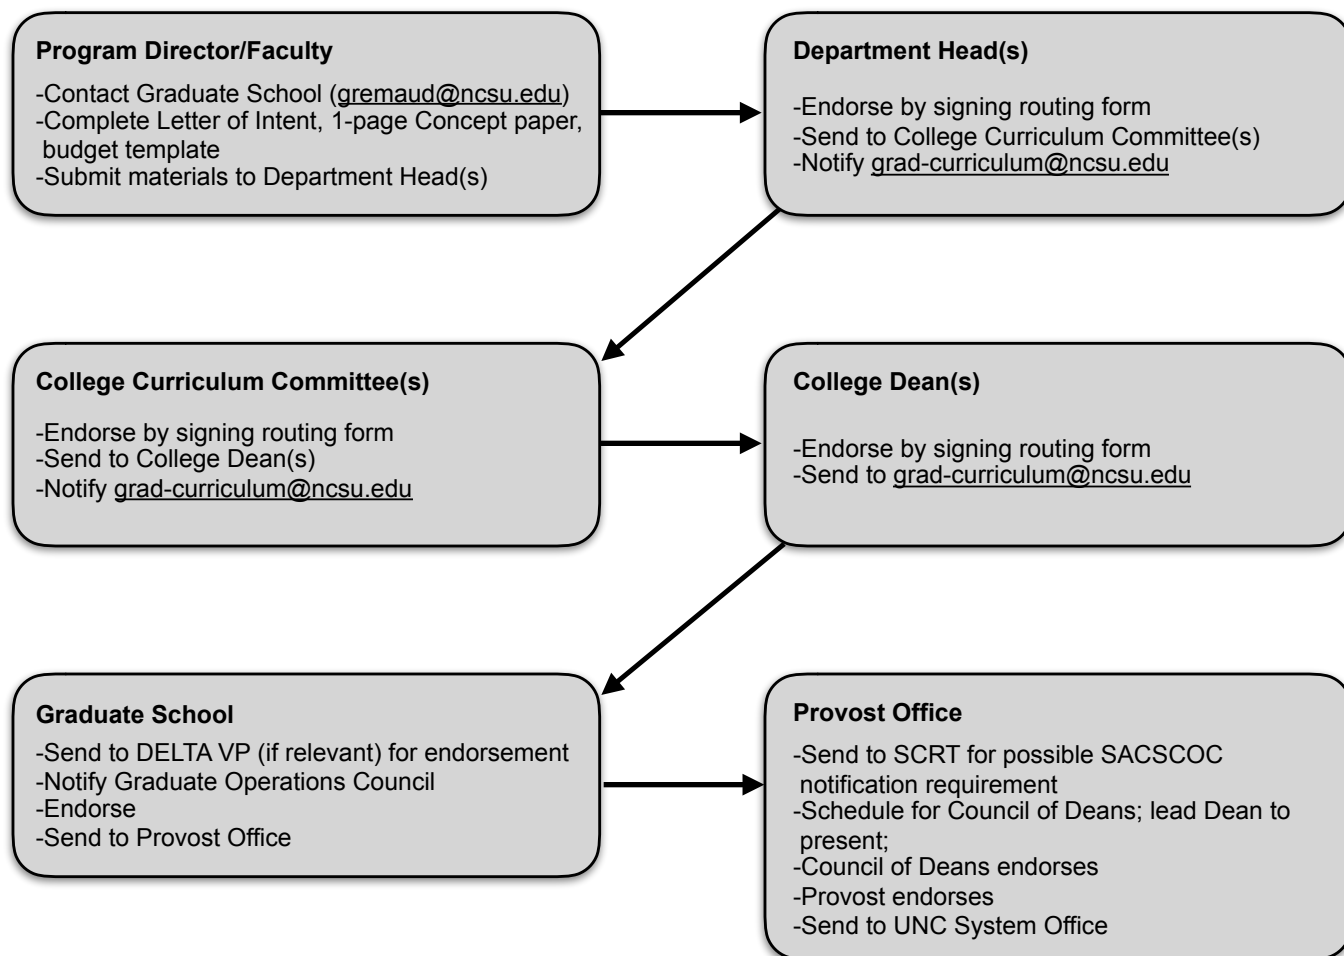 Program Director/Faculty
-Contact Graduate School (gremaud@ncsu.edu)
-Complete Letter of Intent, 1-page Concept paper,
budget template
-Submit materials to Department Head(s)
Department Head(s)
-Endorse by signing routing form
-Send to College Curriculum Committee(s)
-Notify grad-curriculum@ncsu.edu
College Curriculum Committee(s)
-Endorse by signing routing form
-Send to College Dean(s)
-Notify grad-curriculum@ncsu.edu
College Dean(s)
-Endorse by signing routing form
-Send to grad-curriculum@ncsu.edu
Graduate School
-Send to DELTA VP (if relevant) for endorsement
-Notify Graduate Operations Council
-Endorse
-Send to Provost Office
Provost Office
-Send to SCRT for possible SACSCOC
notification requirement
-Schedule for Council of Deans; lead Dean to
present;
-Council of Deans endorses
-Provost endorses
-Send to UNC System Office